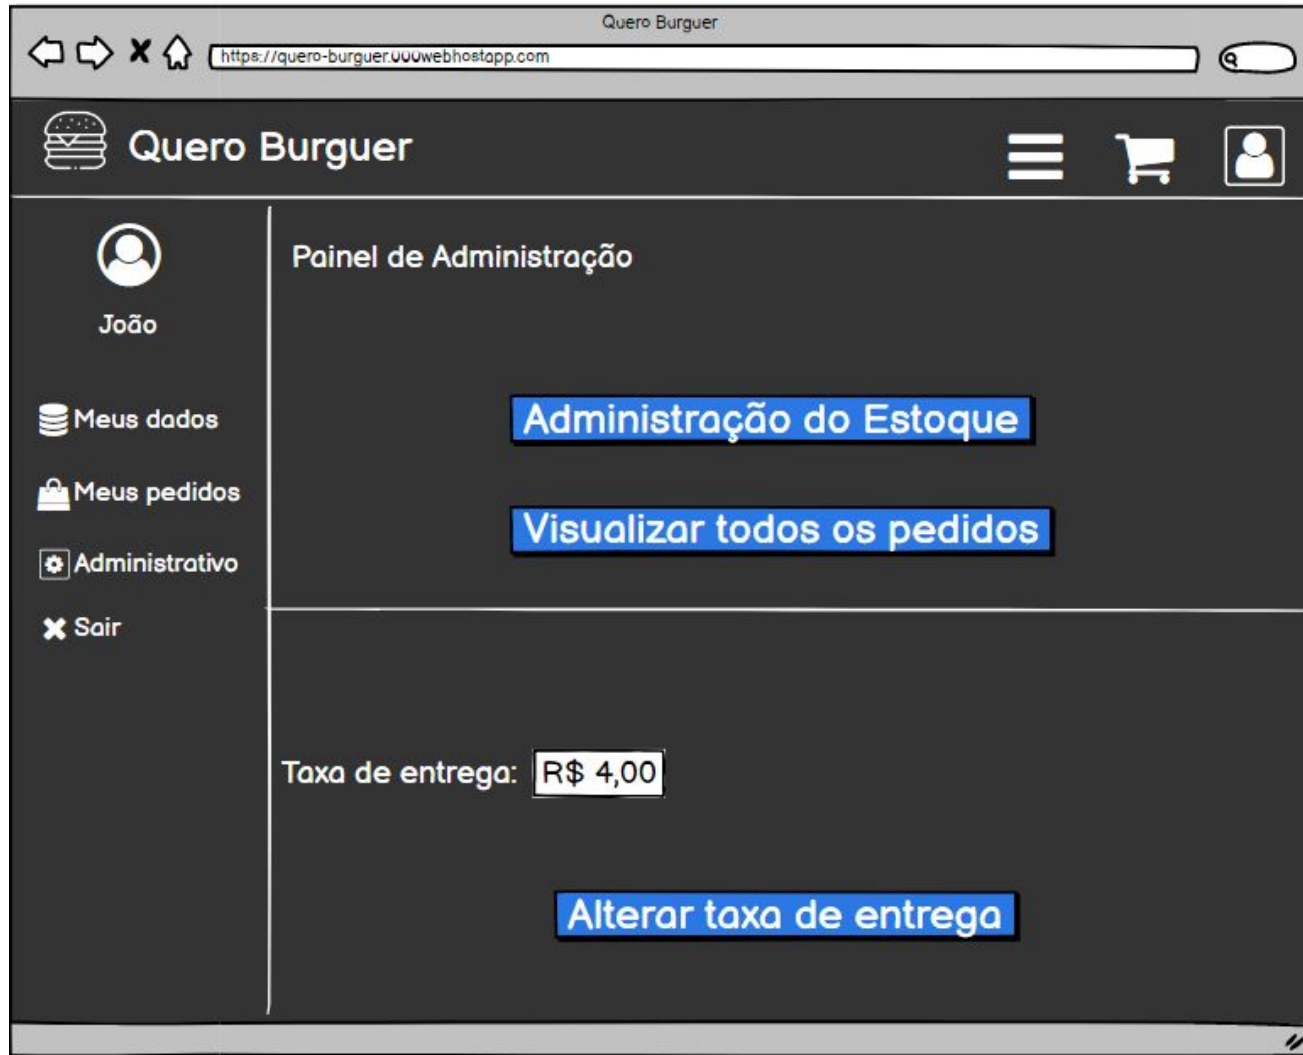 Quero Burguer
https://quero-burguer.000webhostapp.com
Quero Burguer
João
Meus dados
Meus pedidos
Administrativo
Sair
Painel de Administração
Administração do Estoque
Visualizar todos os pedidos
Taxa de entrega: R$ 4,00
Alterar taxa de entrega